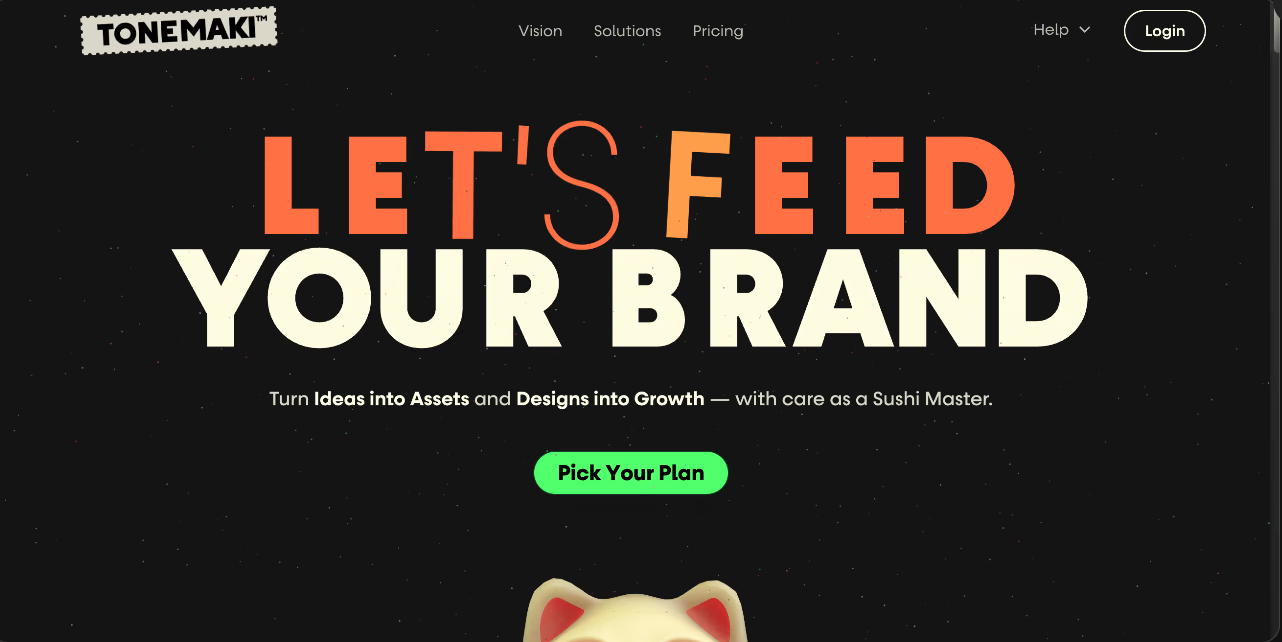 TONEMAKI™
Vision Solutions Pricing
Help
Login
LET'S FEED
YOUR BRAND
Turn Ideas into Assets and Designs into Growth — with care as a Sushi Master.
Pick Your Plan